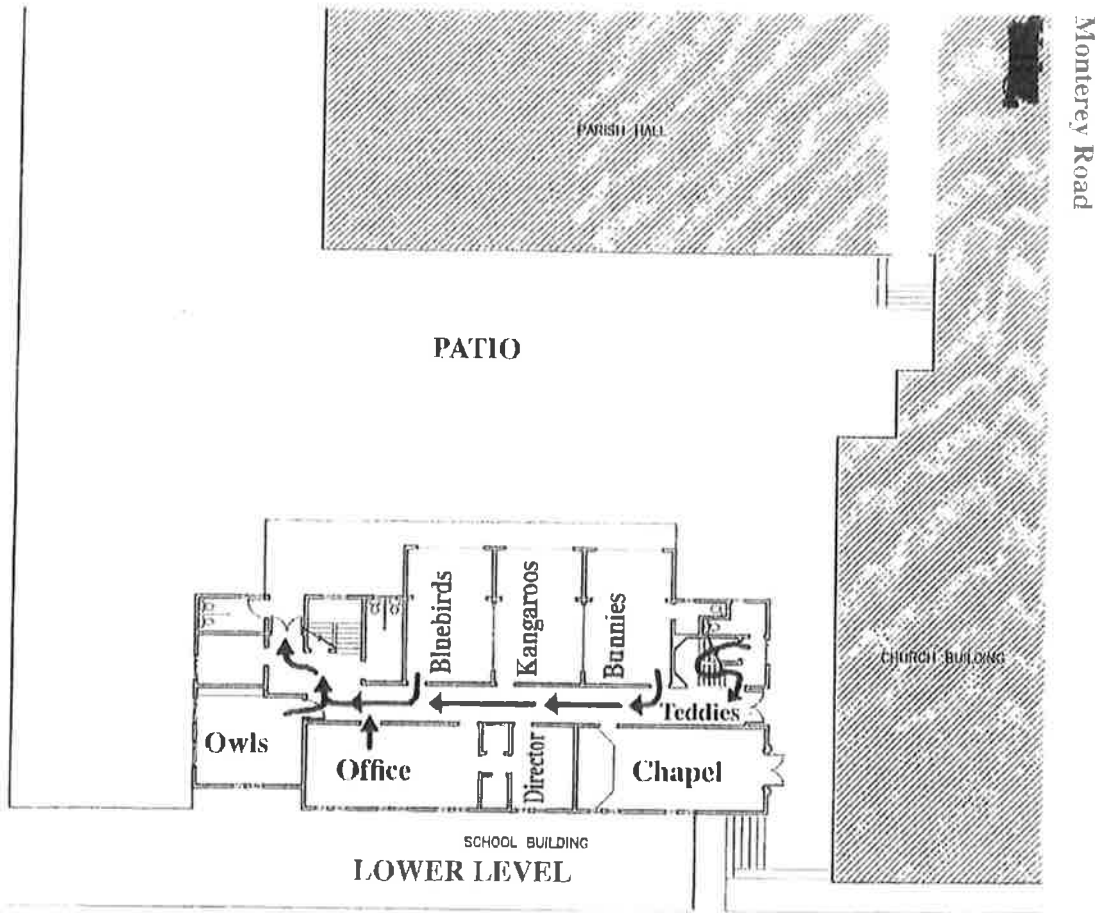 Monterey Road
PARISH HALL
PATIO
Bluebirds
Kangaroos
Bunnies
CHURCH BUILDING
Teddies
Owls
Office
Director
Chapel
SCHOOL BUILDING
LOWER LEVEL